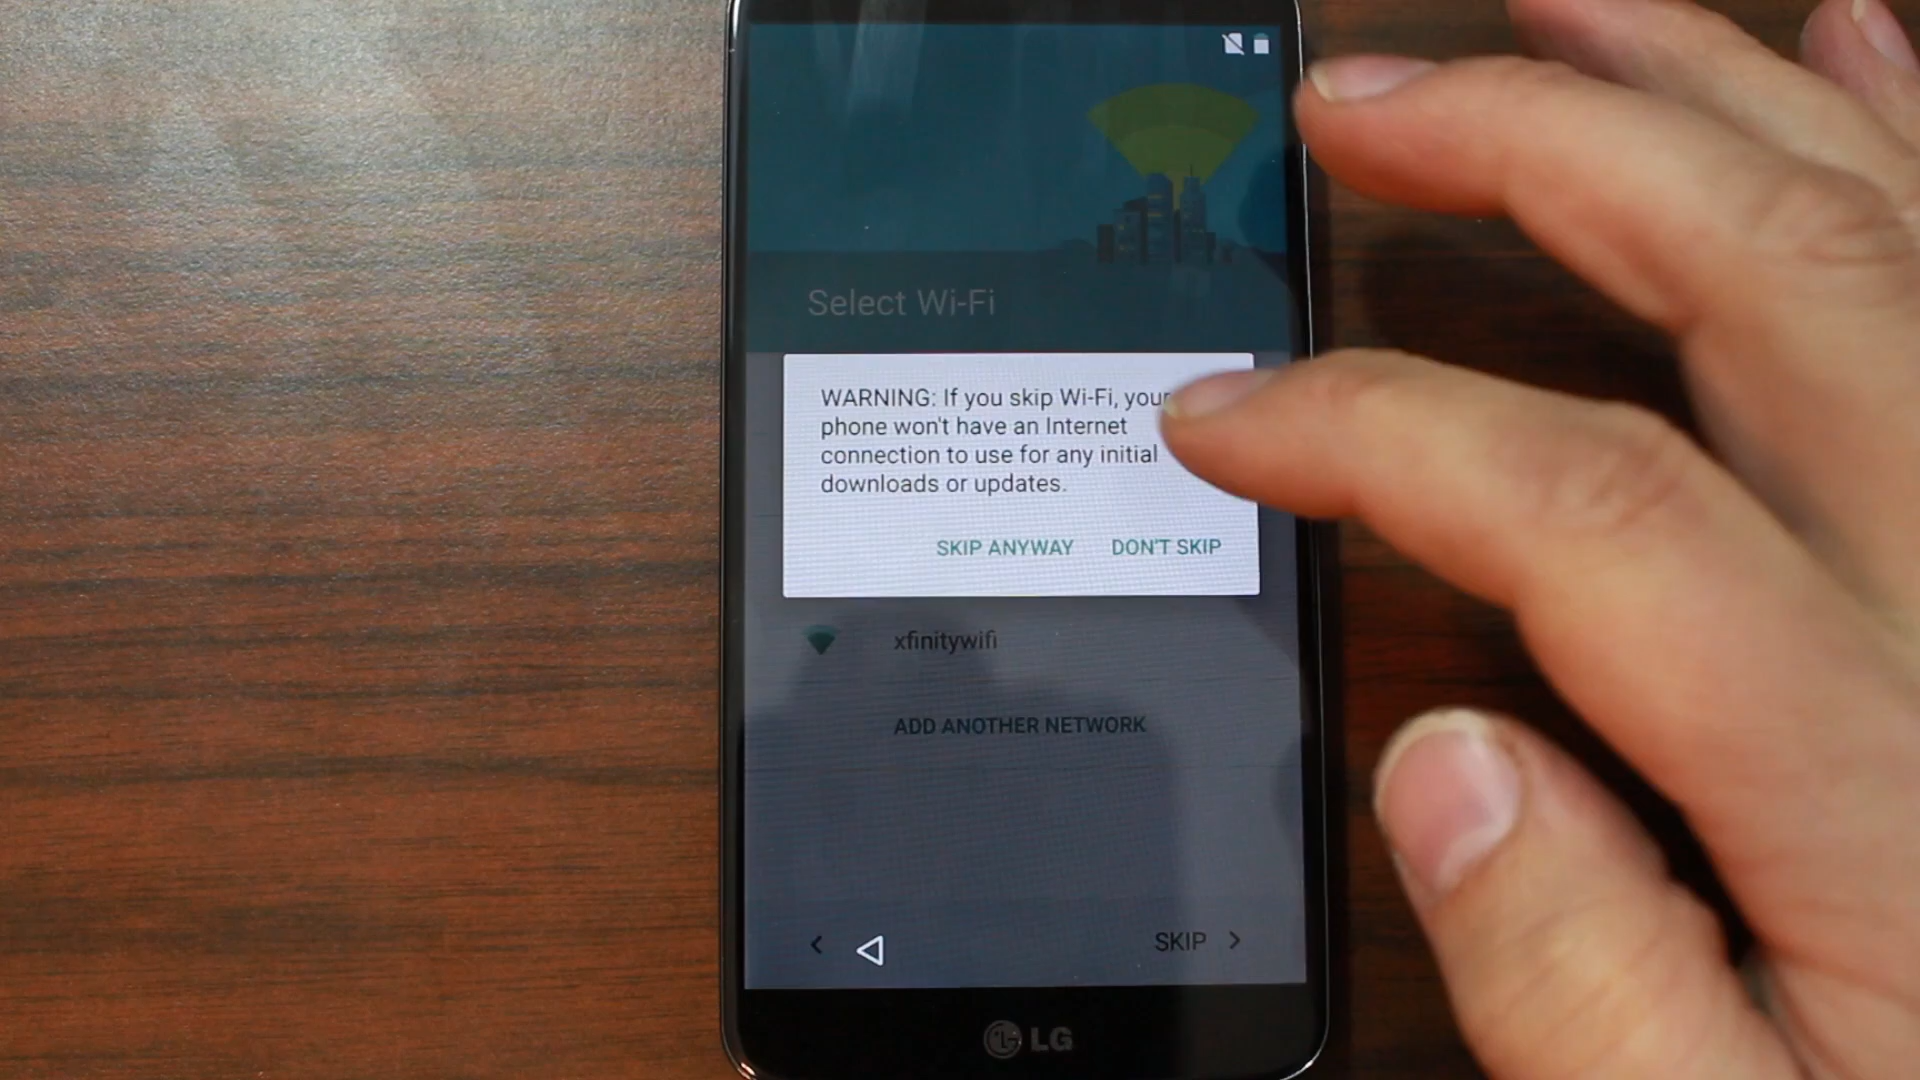 Select Wi-Fi
WARNING: If you skip Wi-Fi, your
phone won't have an Internet
connection to use for any initial
downloads or updates.
SKIP ANYWAY DON'T SKIP
xfinitywifi
ADD ANOTHER NETWORK
SKIP
LG